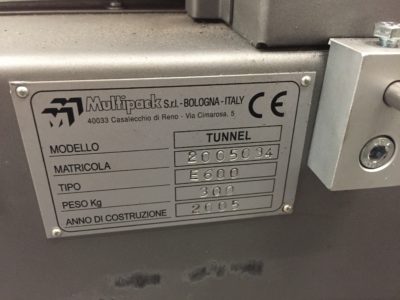 Multipack S.r.l. - BOLOGNA - ITALY CE
40033 Casalecchio di Reno - Via Cimarosa, 5
MODELLO TUNNEL
MATRICOLA 2005034
TIPO E600
PESO Kg 300
ANNO DI COSTRUZIONE 2005